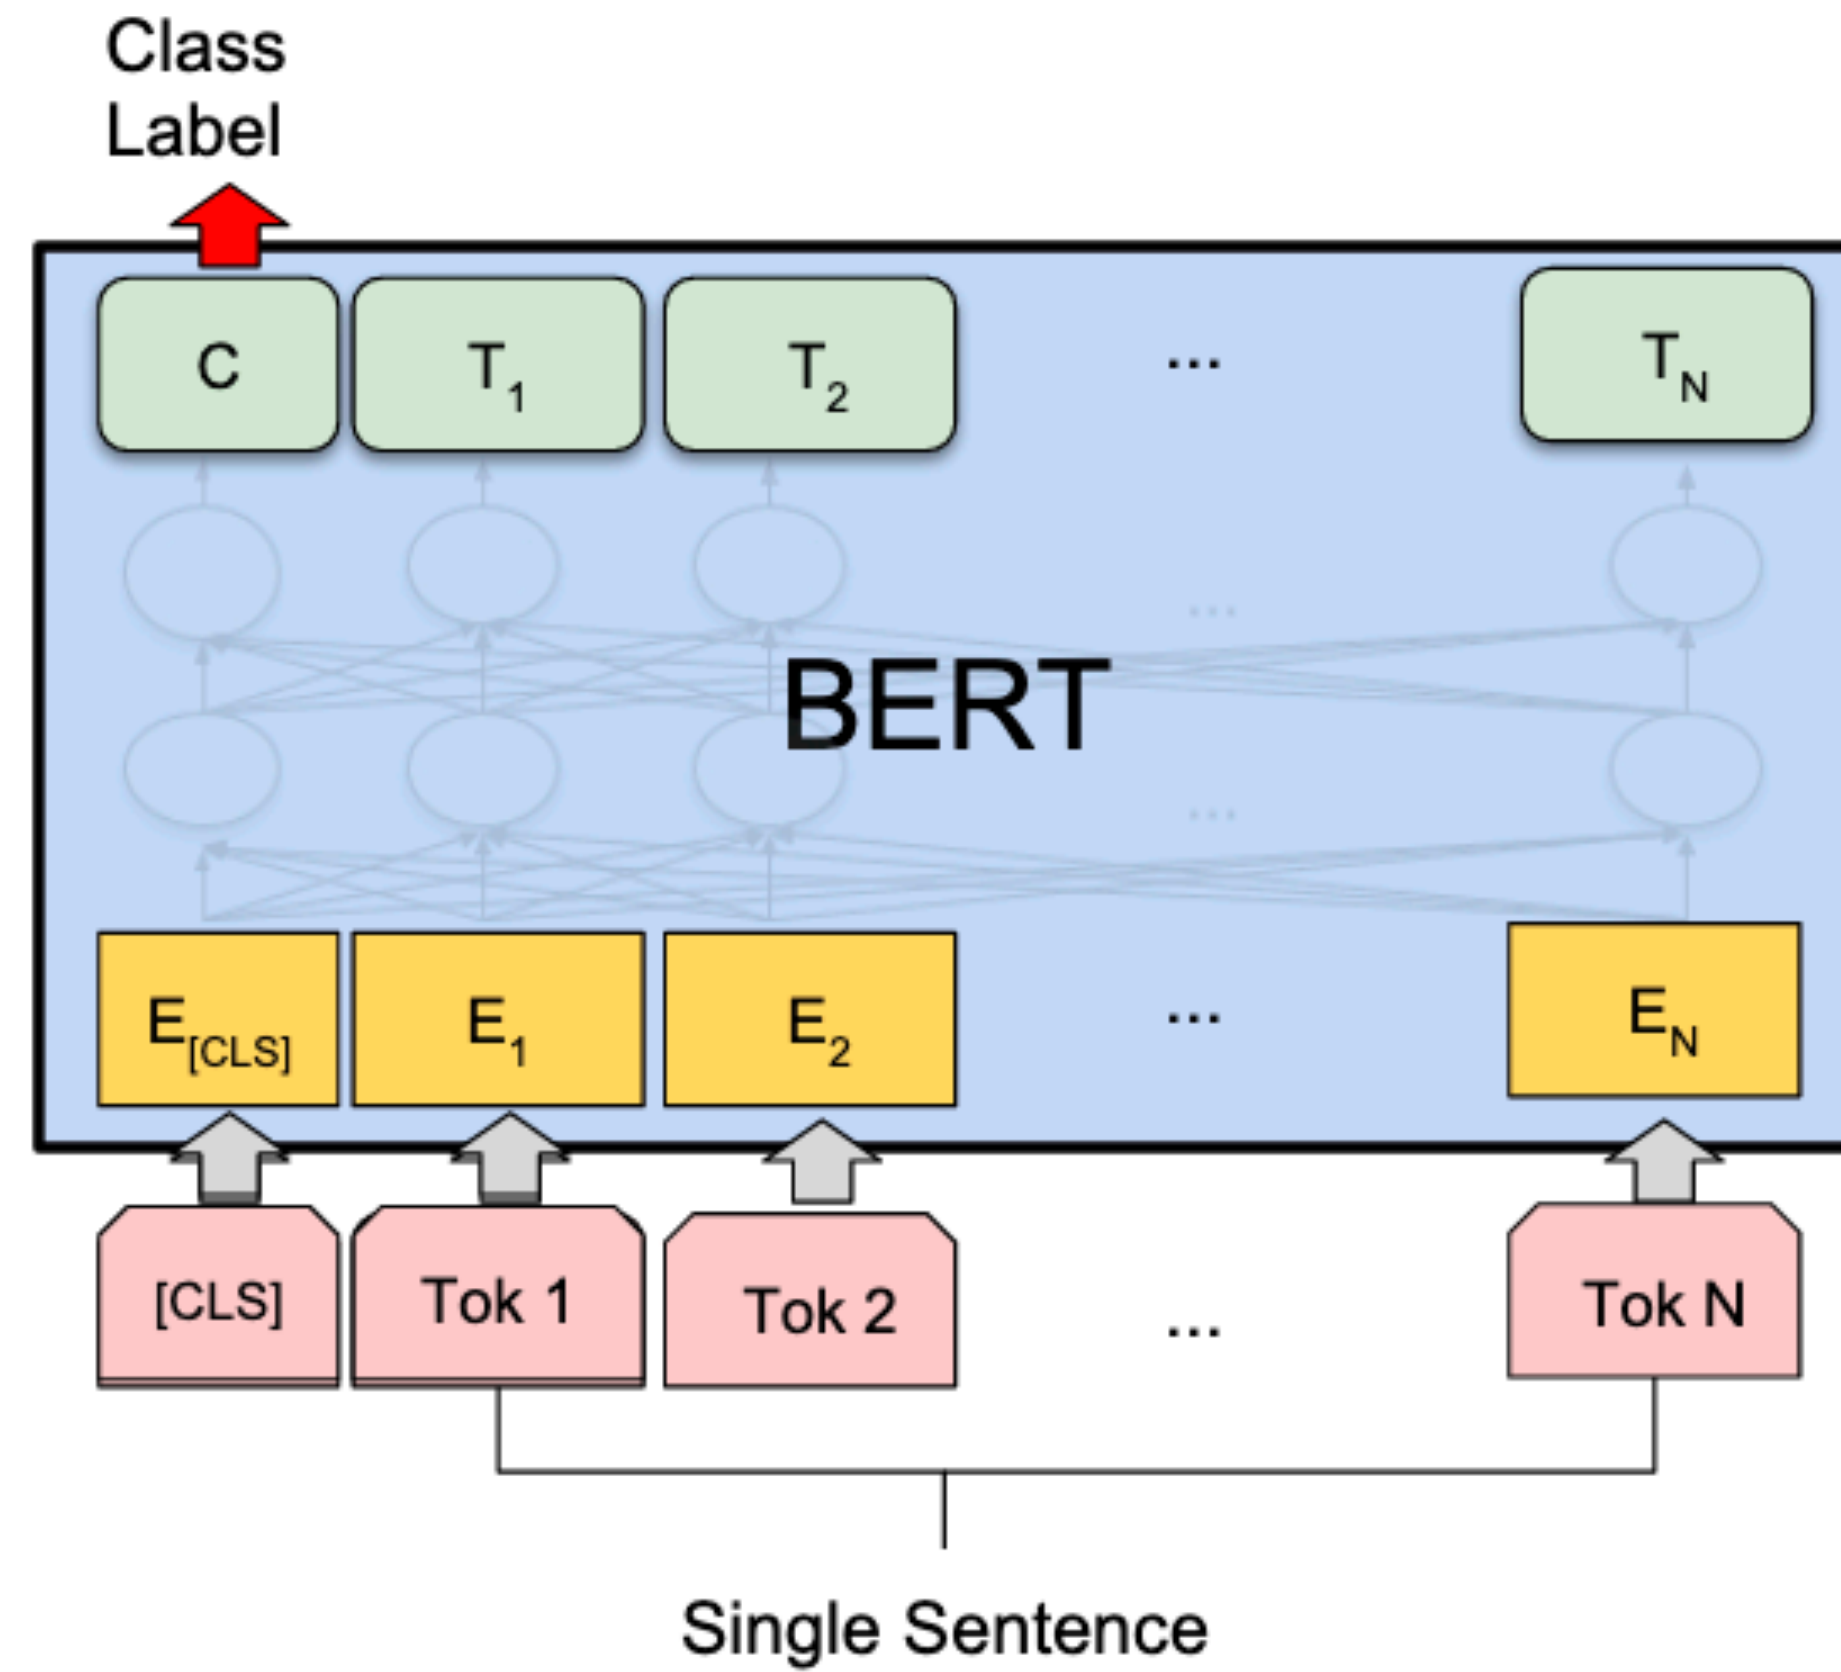 Class
Label
C T1 T2 ... TN
...
BERT
...
E[CLS] E1 E2 ... EN
[CLS] Tok 1 Tok 2 ... Tok N
Single Sentence